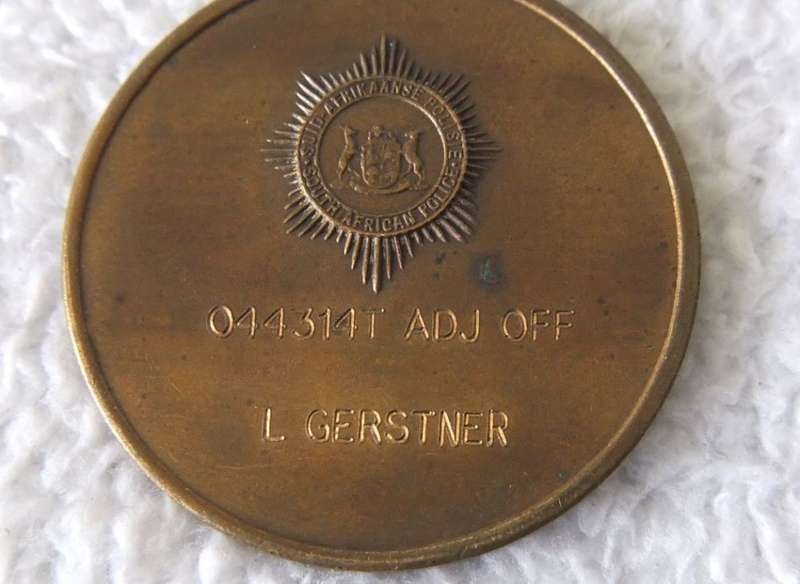 SUID-AFRIKAANSE POLISIE
SOUTH AFRICAN POLICE
044314T ADJ OFF
L GERSTNER